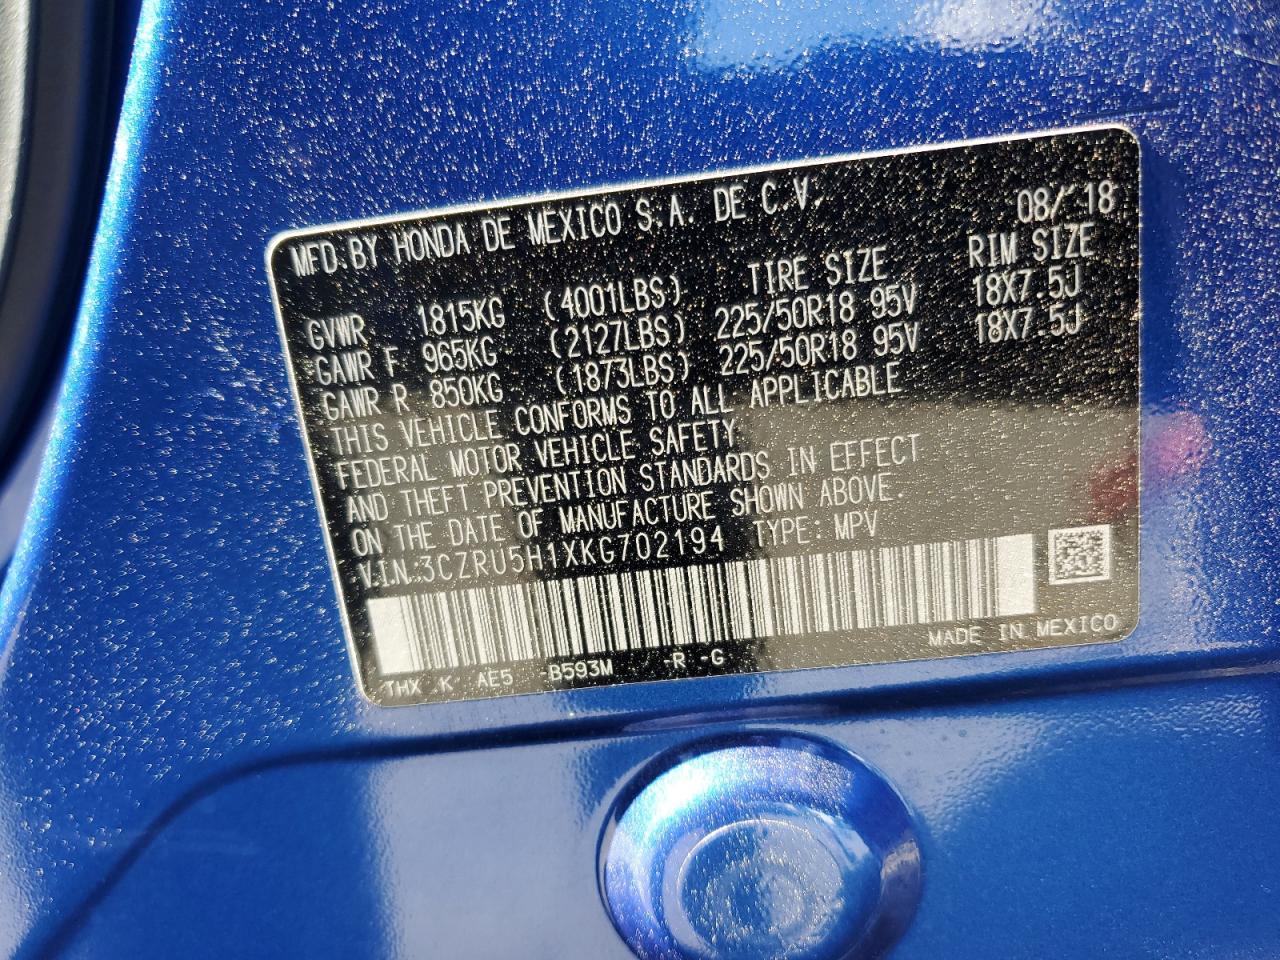 MFD.BY HONDA DE MEXICO S.A. DE C.V. 08/ 18
TIRE SIZE RIM SIZE
GVWR 1815KG (4001LBS)
GAWR F 965KG (2127LBS) 225/50R18 95V 18X7.5J
GAWR R 850KG (1873LBS) 225/50R18 95V 18X7.5J
THIS VEHICLE CONFORMS TO ALL APPLICABLE
FEDERAL MOTOR VEHICLE SAFETY
AND THEFT PREVENTION STANDARDS IN EFFECT
ON THE DATE OF MANUFACTURE SHOWN ABOVE.
V.I.N.:3CZRU5H1XKG702194 TYPE: MPV
THX K AE5 -B593M -R -G MADE IN MEXICO